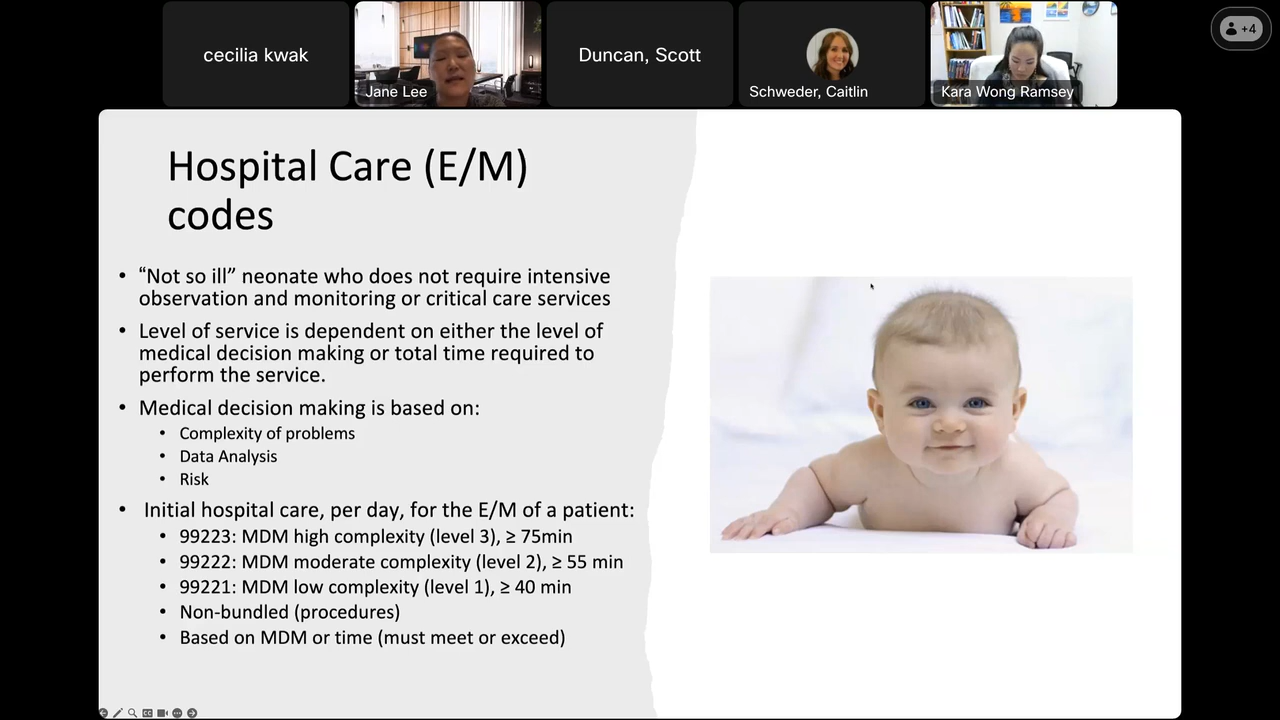 cecilia kwak
Jane Lee
Duncan, Scott
Schweder, Caitlin
Kara Wong Ramsey
+4
Hospital Care (E/M)
codes
• “Not so ill” neonate who does not require intensive
observation and monitoring or critical care services
• Level of service is dependent on either the level of
medical decision making or total time required to
perform the service.
• Medical decision making is based on:
• Complexity of problems
• Data Analysis
• Risk
• Initial hospital care, per day, for the E/M of a patient:
• 99223: MDM high complexity (level 3), ≥ 75min
• 99222: MDM moderate complexity (level 2), ≥ 55 min
• 99221: MDM low complexity (level 1), ≥ 40 min
• Non-bundled (procedures)
• Based on MDM or time (must meet or exceed)